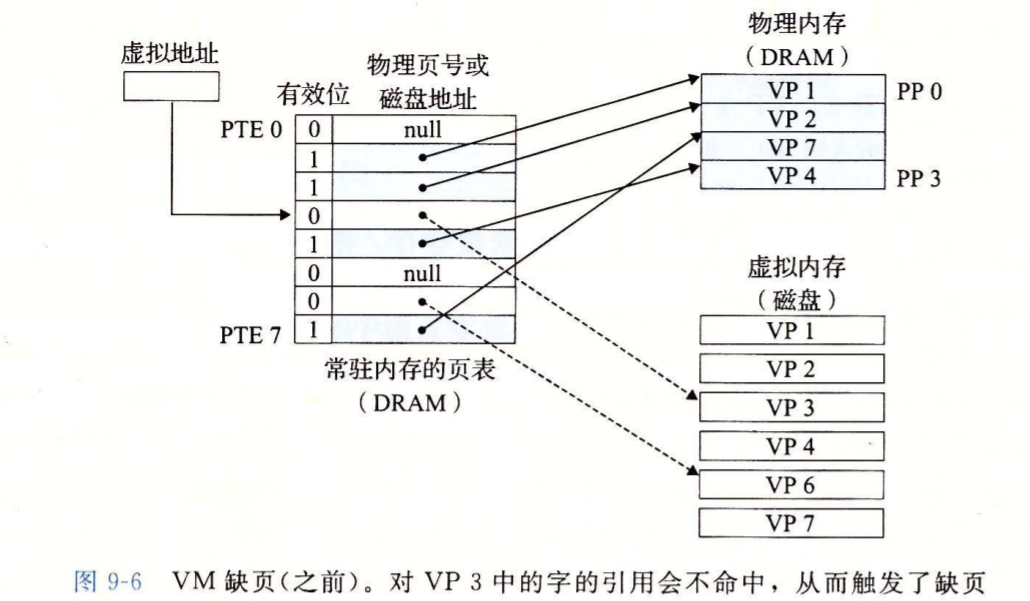 虚拟地址
物理页号或
磁盘地址
有效位
PTE 0
0 null
1
1
0
1
0 null
0
PTE 7 1
常驻内存的页表
（DRAM）
物理内存
（DRAM）
VP 1 PP 0
VP 2
VP 7
VP 4 PP 3
虚拟内存
（磁盘）
VP 1
VP 2
VP 3
VP 4
VP 6
VP 7
图 9-6 VM 缺页(之前)。对 VP 3 中的字的引用会不命中，从而触发了缺页